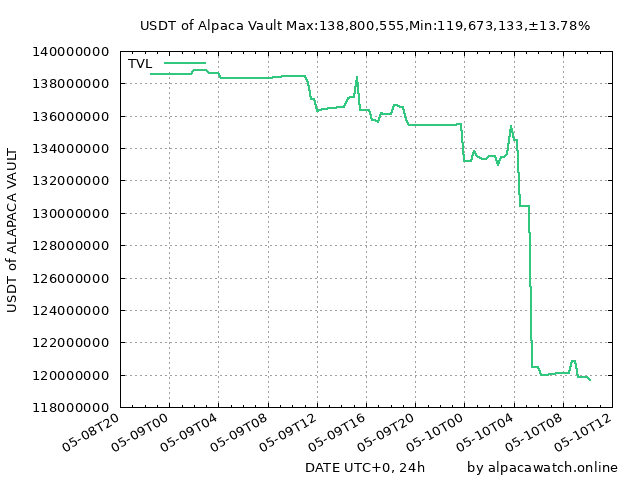 USDT of Alpaca Vault Max:138,800,555,Min:119,673,133,±13.78%
TVL
140000000
138000000
136000000
134000000
132000000
130000000
128000000
126000000
124000000
122000000
120000000
118000000
USDT of ALAPACA VAULT
05-08T20
05-09T00
05-09T04
05-09T08
05-09T12
05-09T16
05-09T20
05-10T00
05-10T04
05-10T08
05-10T12
DATE UTC+0, 24h
by alpacawatch.online